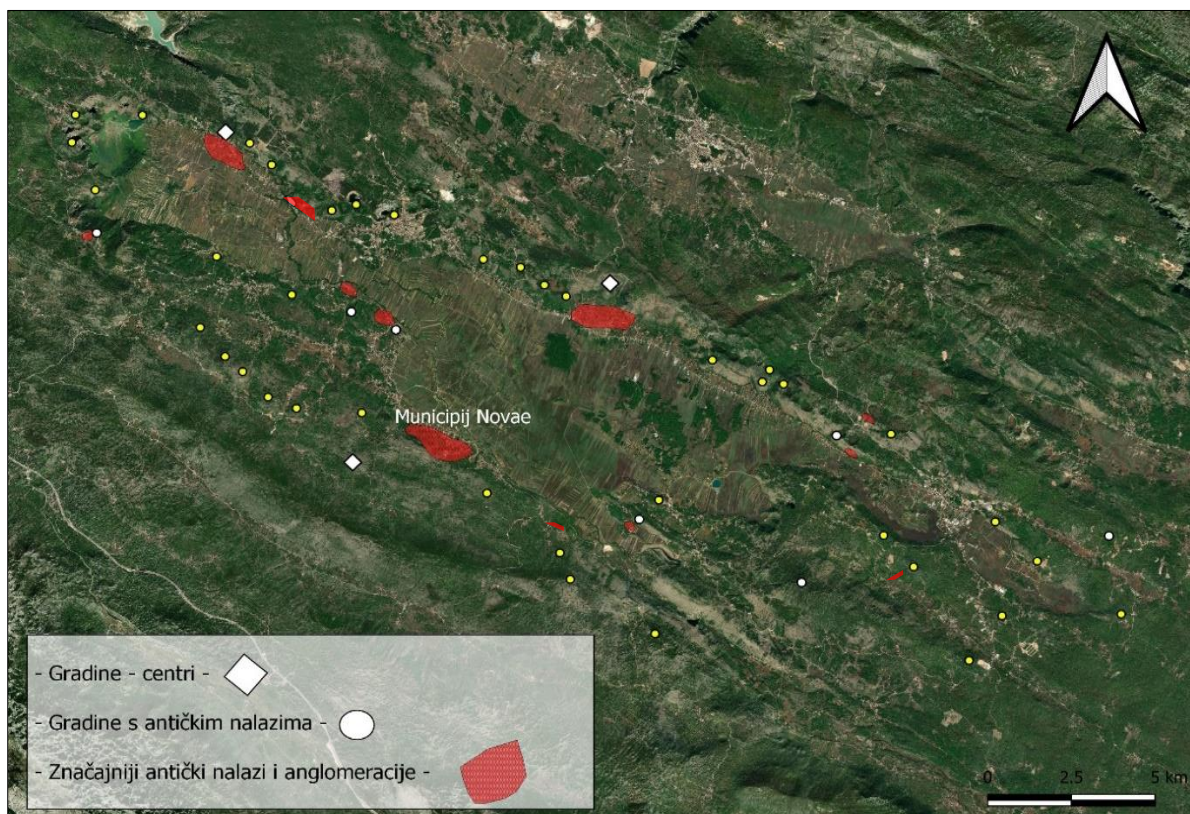 Municipij Novae
- Gradine - centri -
- Gradine s antičkim nalazima -
- Značajniji antički nalazi i anglomeracije -
0 2.5 5 km